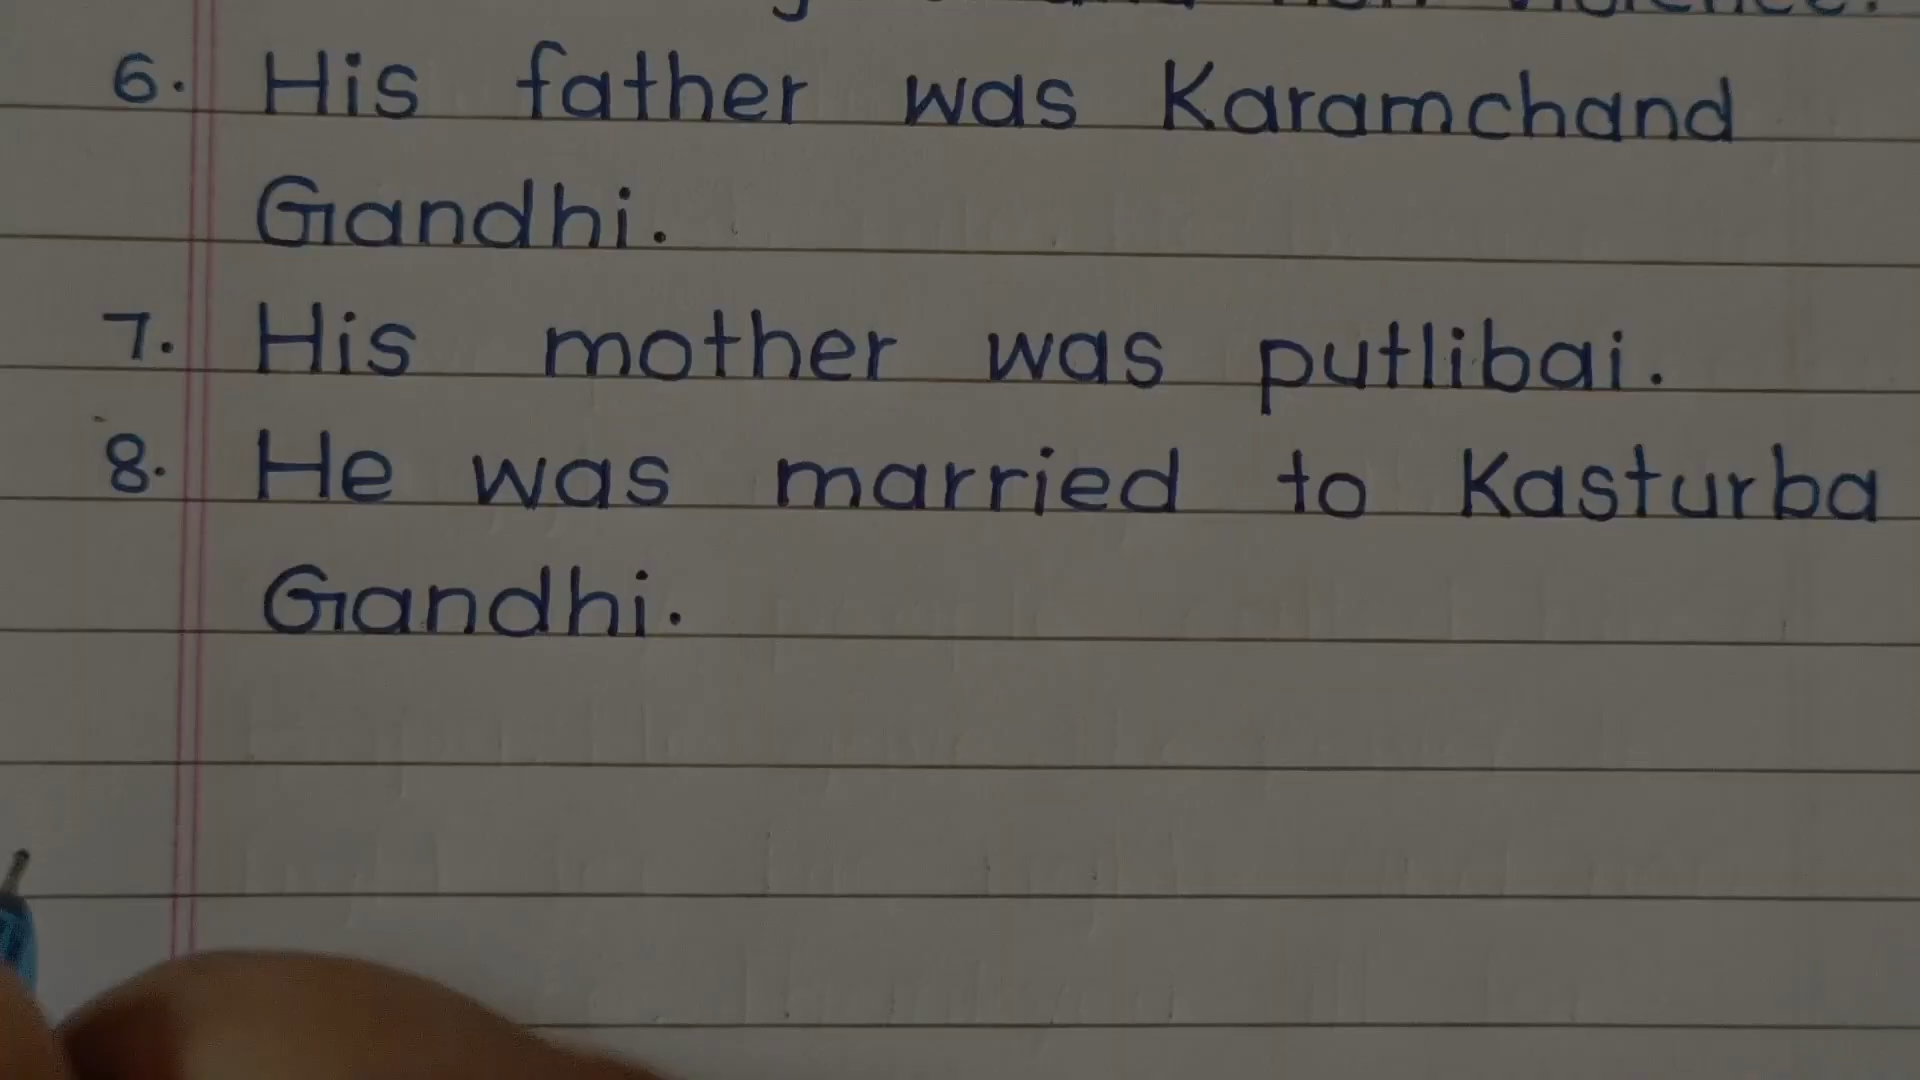 6. His father was Karamchand
Gandhi.
7. His mother was putlibai.
8. He was married to Kasturba
Gandhi.